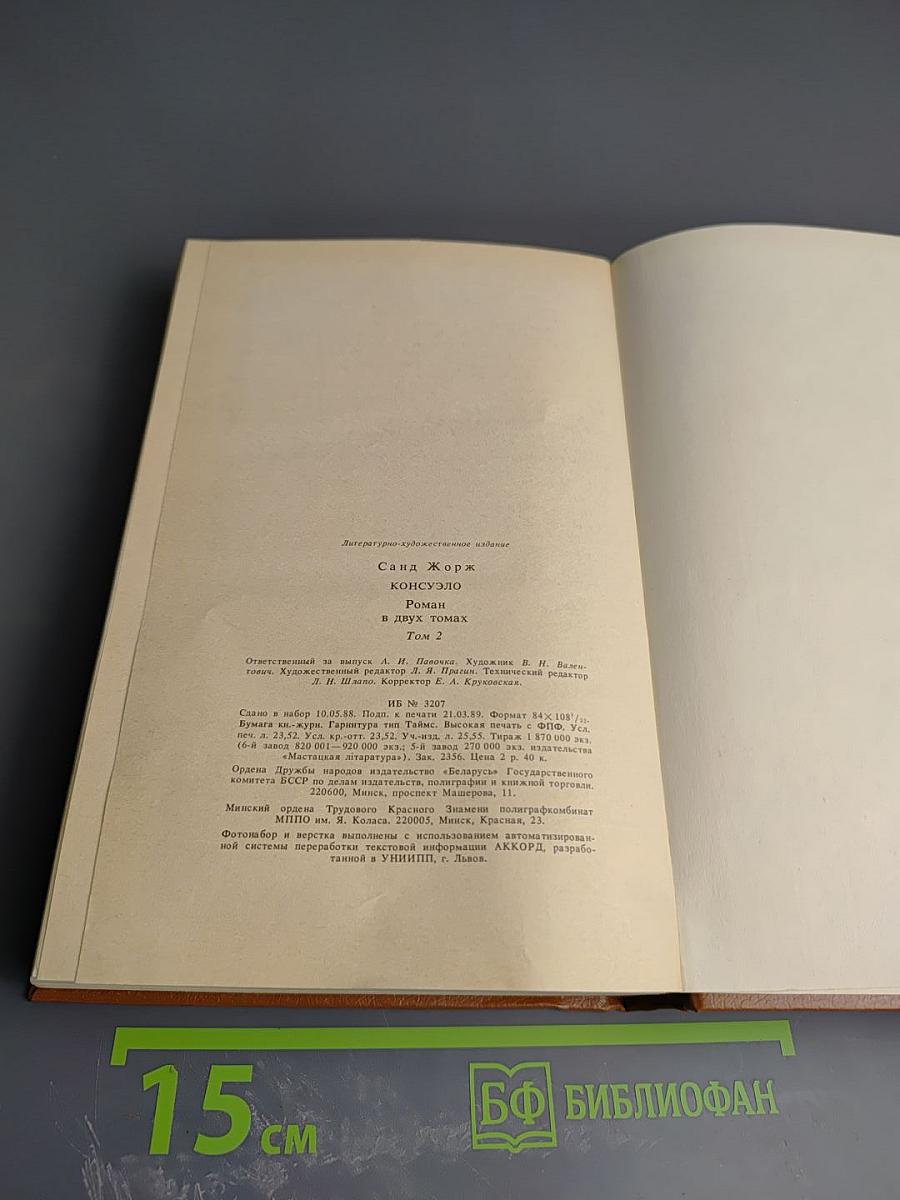 Литературно-художественное издание
Санд Жорж
КОНСУЭЛО
Роман
в двух томах
Том 2
Ответственный за выпуск А. И. Павочка. Художник В. Н. Вален-
тович. Художественный редактор Л. Я. Прагин. Технический редактор
Л. Н. Шлапо. Корректор Е. А. Круковская.
ИБ № 3207
Сдано в набор 10.05.88. Подп. к печати 21.03.89. Формат 84×108¹/₃₂.
Бумага кн.-журн. Гарнитура тип Таймс. Высокая печать с ФПФ. Усл.
печ. л. 23,52. Усл. кр.-отт. 23,52. Уч.-изд. л. 25,55. Тираж 1 870 000 экз.
(6-й завод 820 001—920 000 экз.; 5-й завод 270 000 экз. издательства
«Мастацкая літаратура»). Зак. 2356. Цена 2 р. 40 к.
Ордена Дружбы народов издательство «Беларусь» Государственного
комитета БССР по делам издательств, полиграфии и книжной торговли.
220600, Минск, проспект Машерова, 11.
Минский ордена Трудового Красного Знамени полиграфкомбинат
МППО им. Я. Коласа. 220005, Минск, Красная, 23.
Фотонабор и верстка выполнены с использованием автоматизирован-
ной системы переработки текстовой информации АККОРД, разрабо-
танной в УНИИПП, г. Львов.
15 см
БФ БИБЛИОФАН